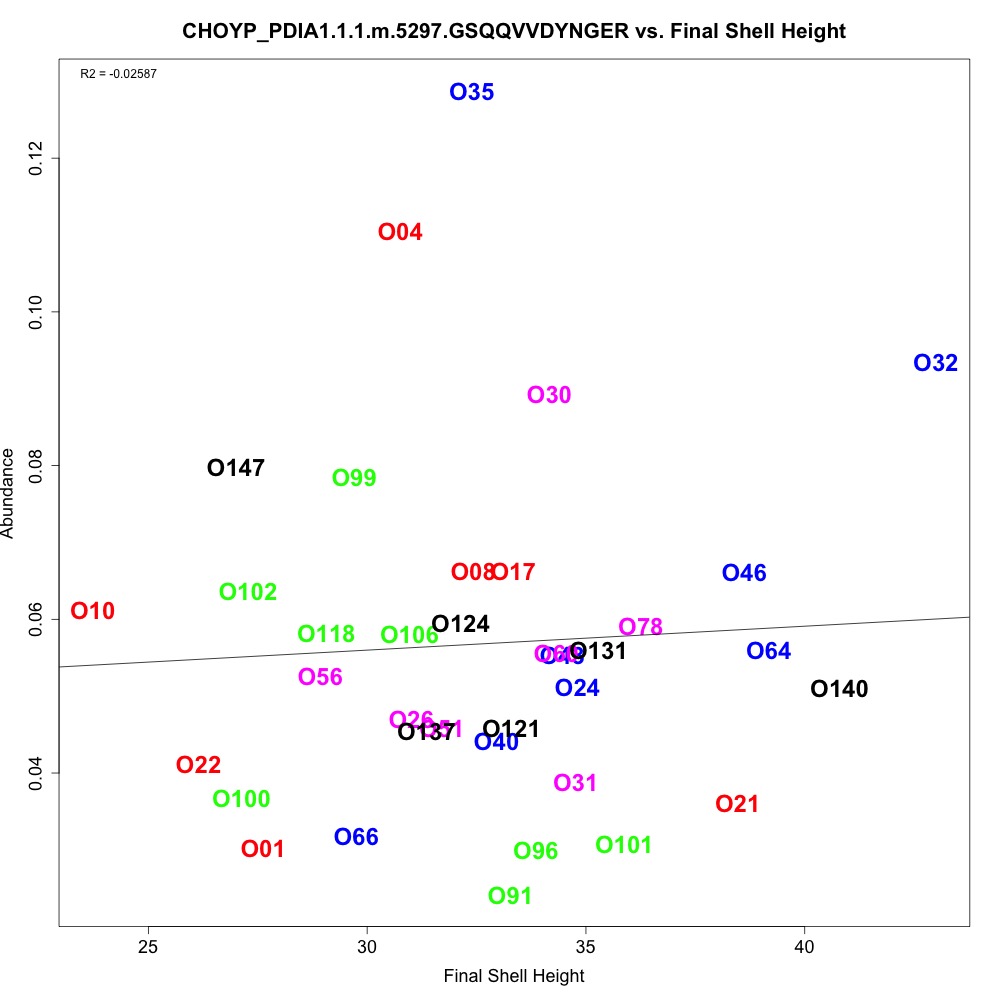 CHOYP_PDIA1.1.1.m.5297.GSQQVVDYNGER vs. Final Shell Height
R2 = -0.02587
O35
0.12
O04
0.10
O32
O30
0.08
O147
O99
O08
O17
O46
O102
O10
0.06
O124
O78
O118
O106
O131
O64
O56
O24
O140
O26
O51
O137
O121
O40
0.04
O22
O31
O100
O21
O66
O01
O96
O101
O91
Abundance
25
30
35
40
Final Shell Height